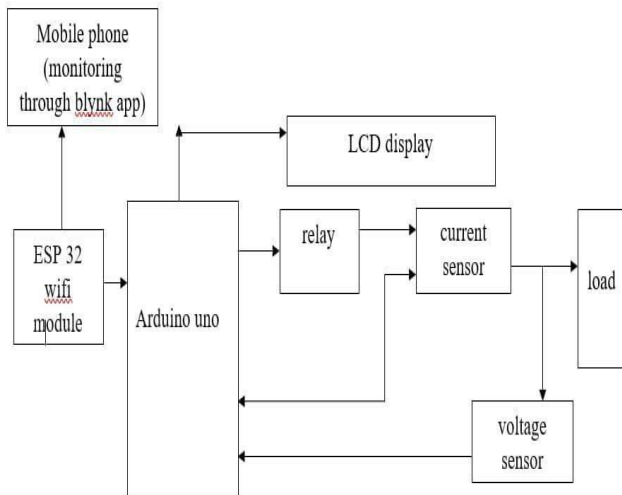 Mobile phone
(monitoring
through blynk app)
LCD display
ESP 32
wifi
module
Arduino uno
relay
current
sensor
load
voltage
sensor